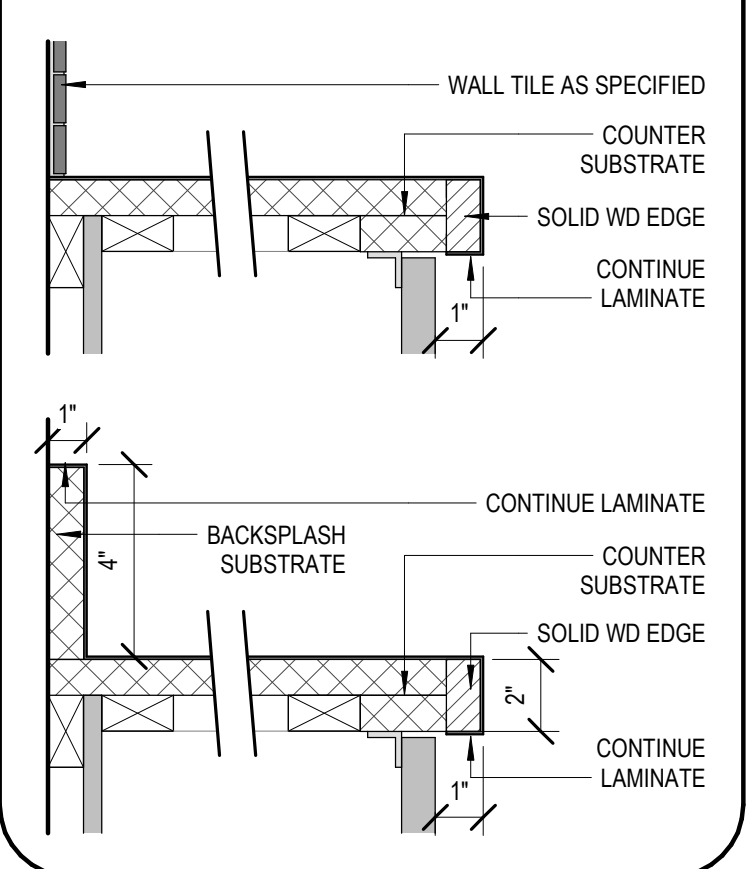 WALL TILE AS SPECIFIED
COUNTER
SUBSTRATE
SOLID WD EDGE
CONTINUE
LAMINATE
1"
1"
CONTINUE LAMINATE
BACKSPLASH
SUBSTRATE
4"
COUNTER
SUBSTRATE
SOLID WD EDGE
2"
CONTINUE
LAMINATE
1"